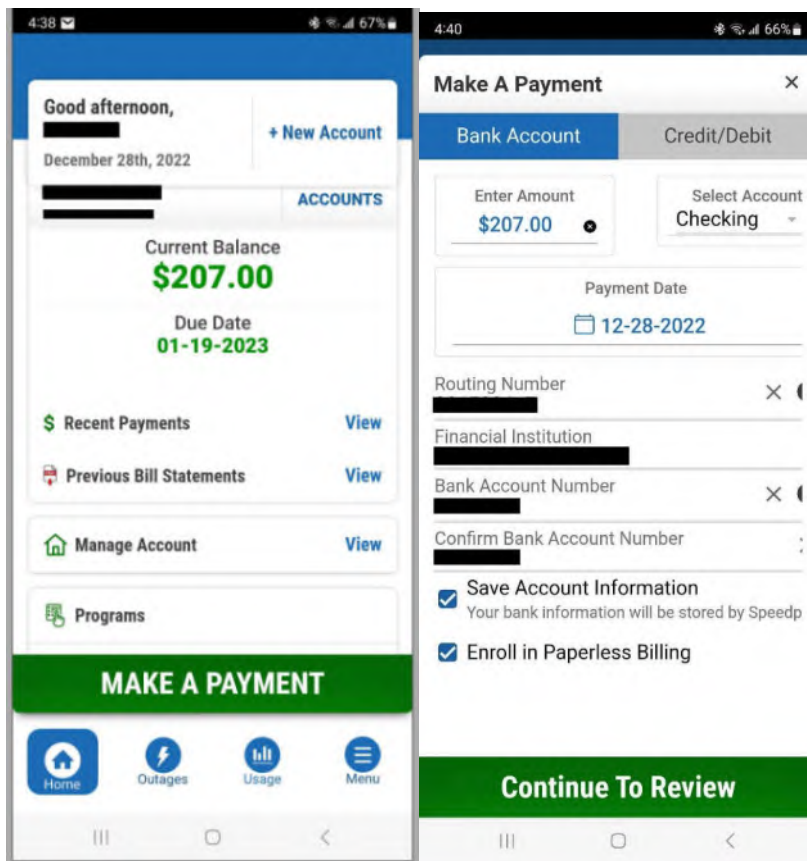 4:38 67%
Good afternoon,
+ New Account
December 28th, 2022
ACCOUNTS
Current Balance
$207.00
Due Date
01-19-2023
$ Recent Payments View
Previous Bill Statements View
Manage Account View
Programs
MAKE A PAYMENT
Home Outages Usage Menu
4:40 66%
Make A Payment ×
Bank Account Credit/Debit
Enter Amount Select Account
$207.00 Checking
Payment Date
12-28-2022
Routing Number
Financial Institution
Bank Account Number
Confirm Bank Account Number
Save Account Information
Your bank information will be stored by Speedp
Enroll in Paperless Billing
Continue To Review